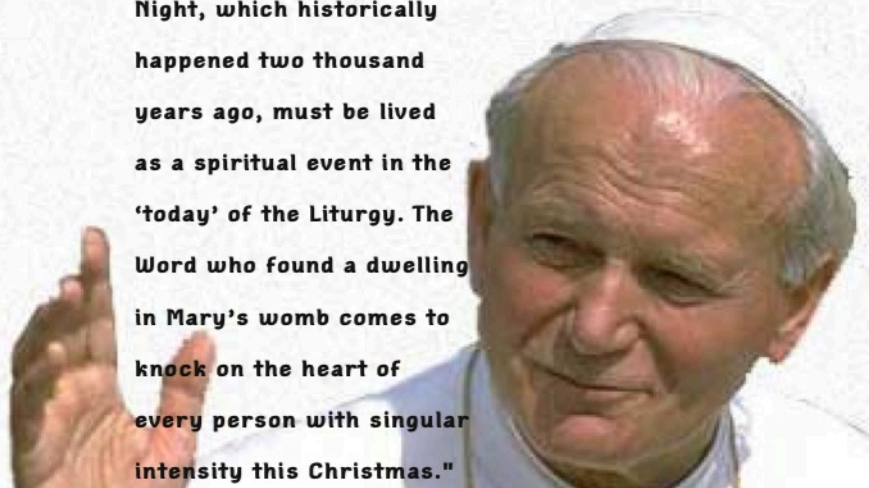 Night, which historically
happened two thousand
years ago, must be lived
as a spiritual event in the
‘today’ of the Liturgy. The
Word who found a dwelling
in Mary’s womb comes to
knock on the heart of
every person with singular
intensity this Christmas."